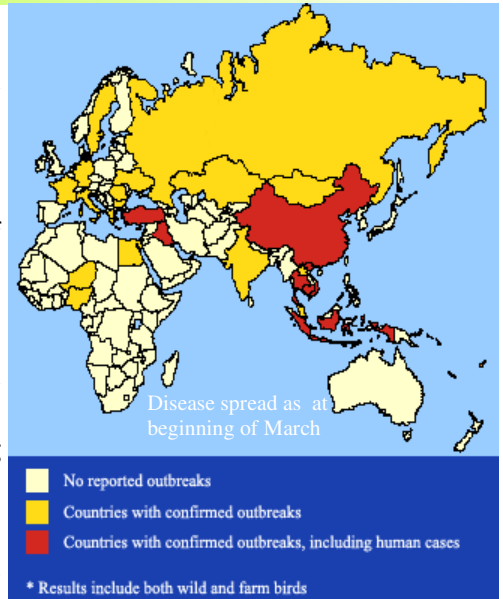 Disease spread as at
beginning of March
No reported outbreaks
Countries with confirmed outbreaks
Countries with confirmed outbreaks, including human cases
* Results include both wild and farm birds